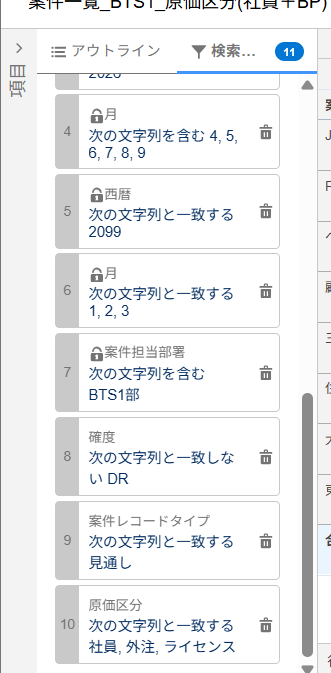 案件一覧_BTS1_原価区分(社員＋BP)
項目
アウトライン
検索... 11
2026
4
月
次の文字列を含む 4, 5,
6, 7, 8, 9
5
西暦
次の文字列と一致する
2099
6
月
次の文字列と一致する
1, 2, 3
7
案件担当部署
次の文字列を含む
BTS1部
8
確度
次の文字列と一致しな
い DR
9
案件レコードタイプ
次の文字列と一致する
見通し
10
原価区分
次の文字列と一致する
社員, 外注, ライセンス